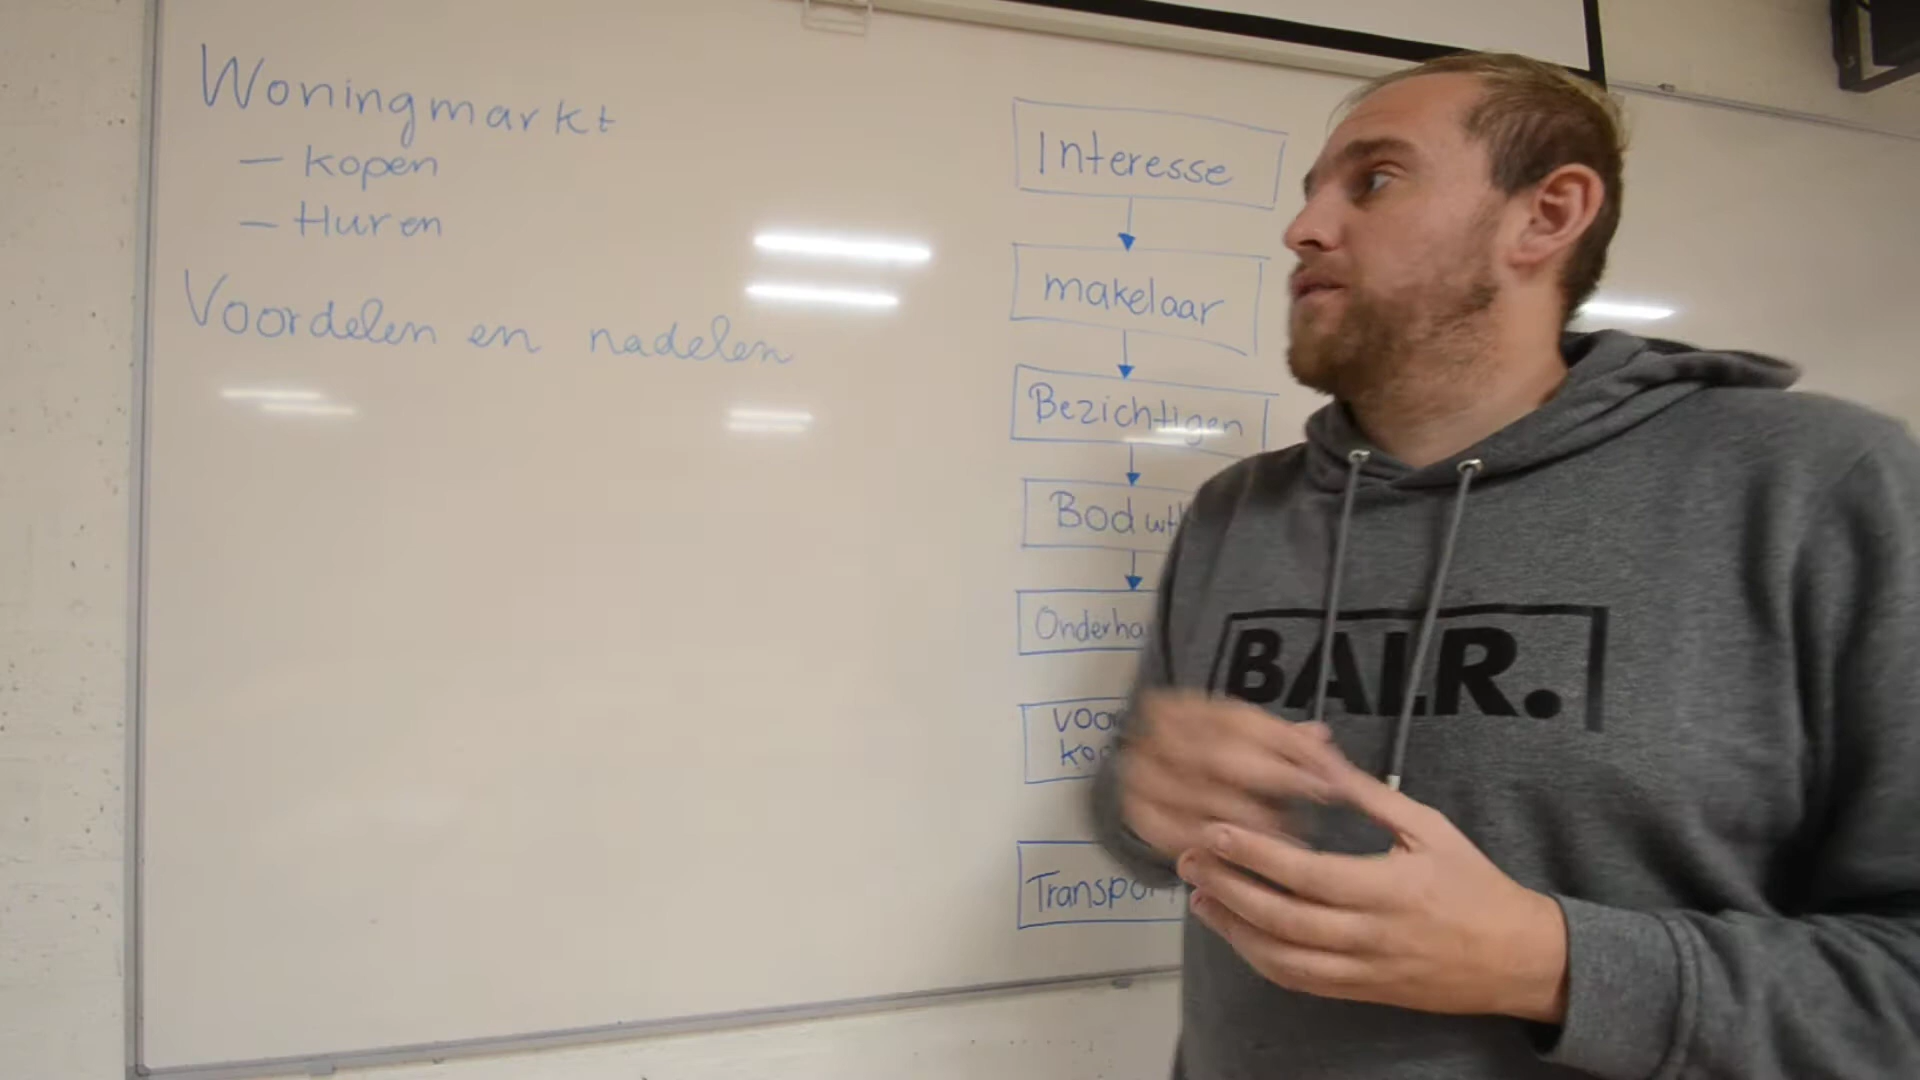 Woningmarkt
- Kopen
- Huren
Voordelen en nadelen
Interesse
makelaar
Bezichtigen
Bod
BALR.